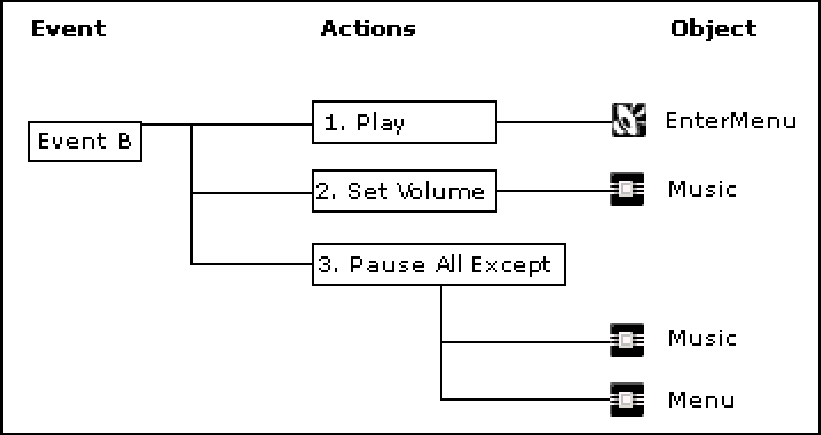 Event Actions Object
1. Play EnterMenu
Event B
2. Set Volume Music
3. Pause All Except
Music
Menu